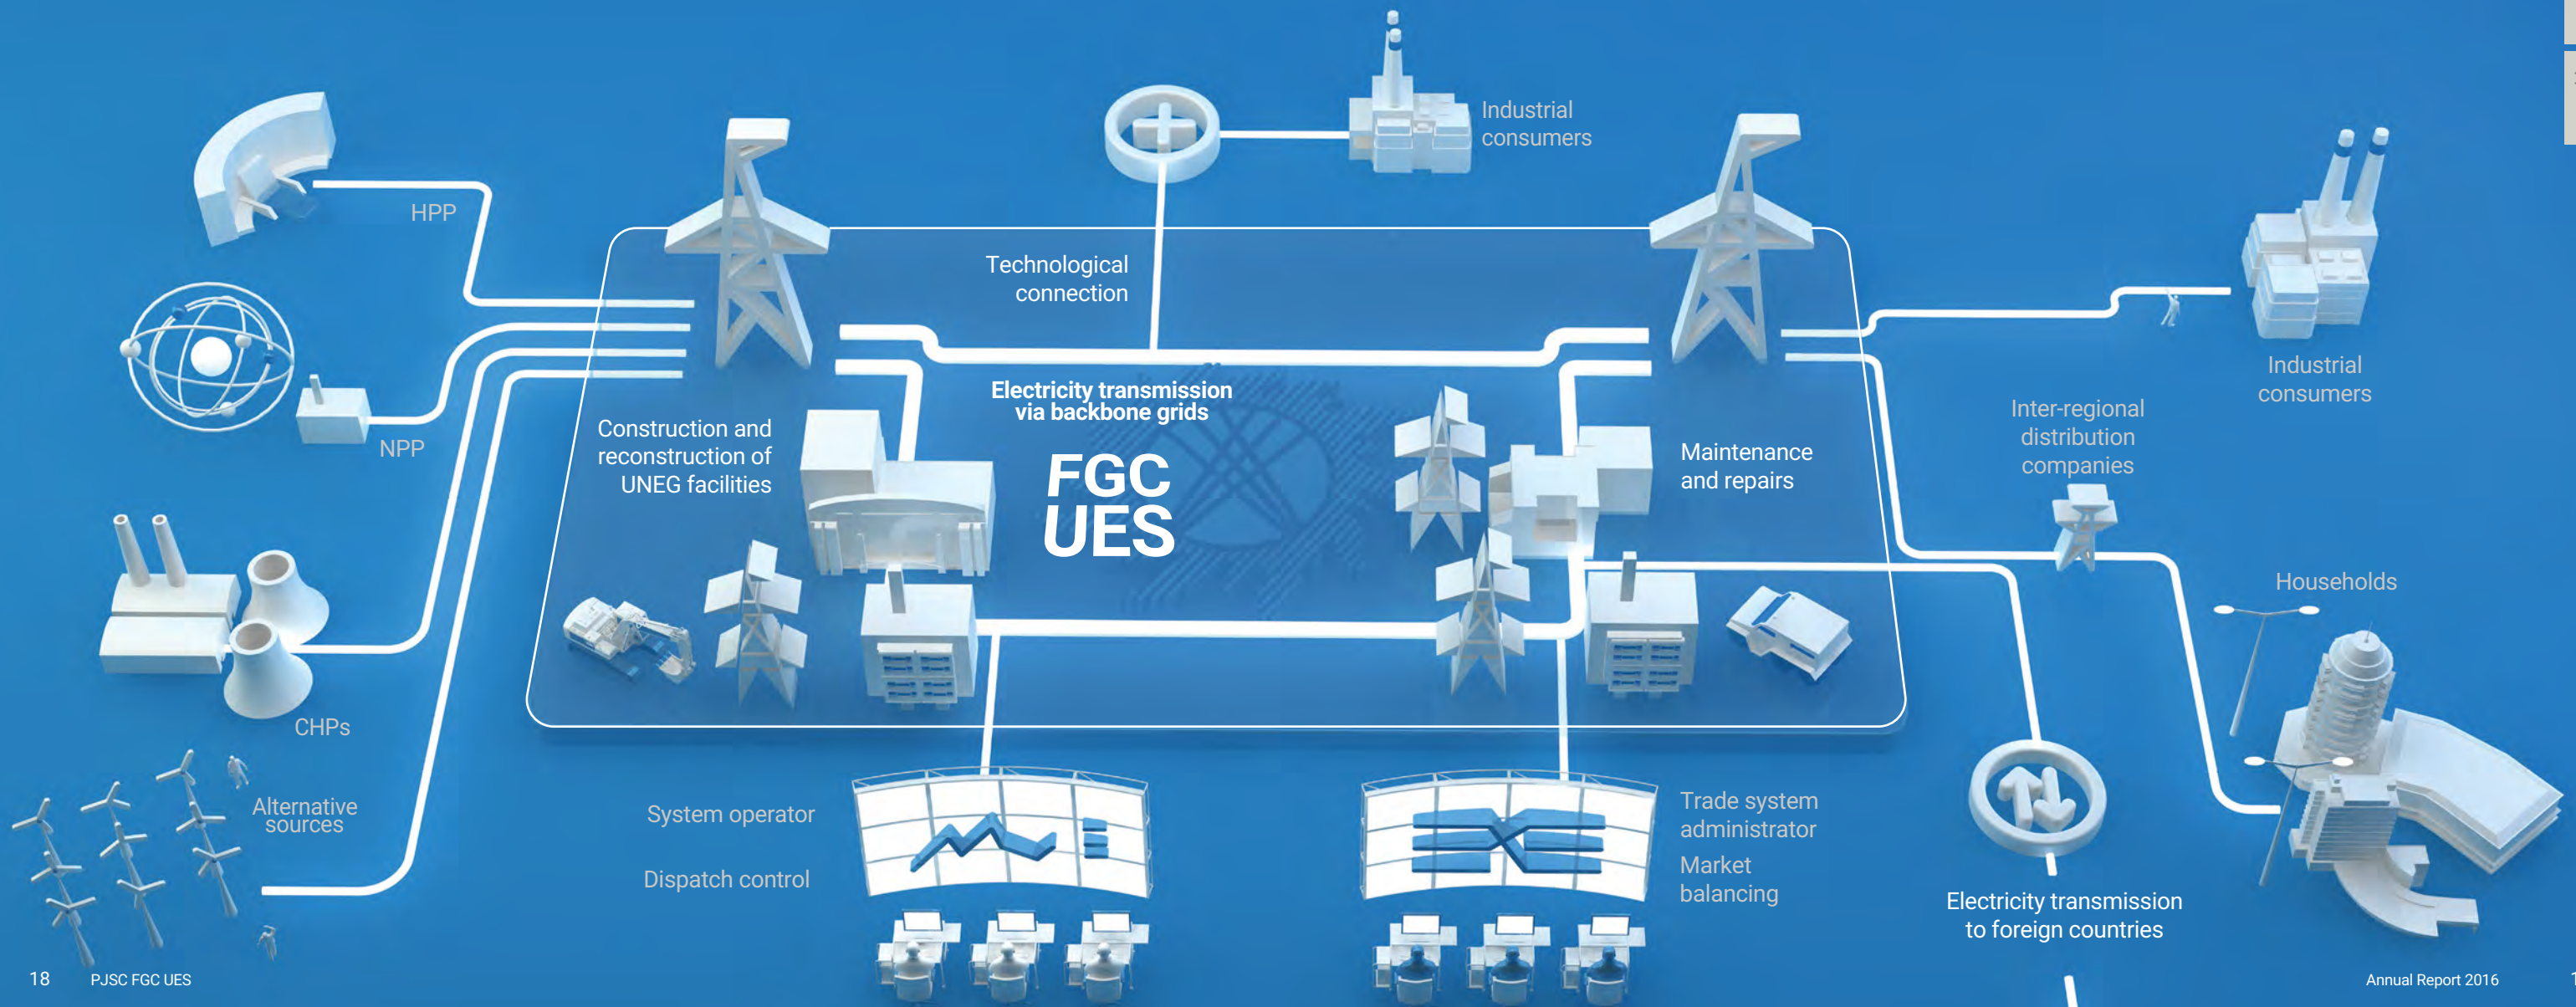 Industrial
consumers
HPP
Technological
connection
Industrial
consumers
Electricity transmission
via backbone grids
FGC
UES
Construction and
reconstruction of
UNEG facilities
Maintenance
and repairs
Inter-regional
distribution
companies
NPP
Households
CHPs
Alternative
sources
System operator
Dispatch control
Trade system
administrator
Market
balancing
Electricity transmission
to foreign countries
18 PJSC FGC UES
Annual Report 2016